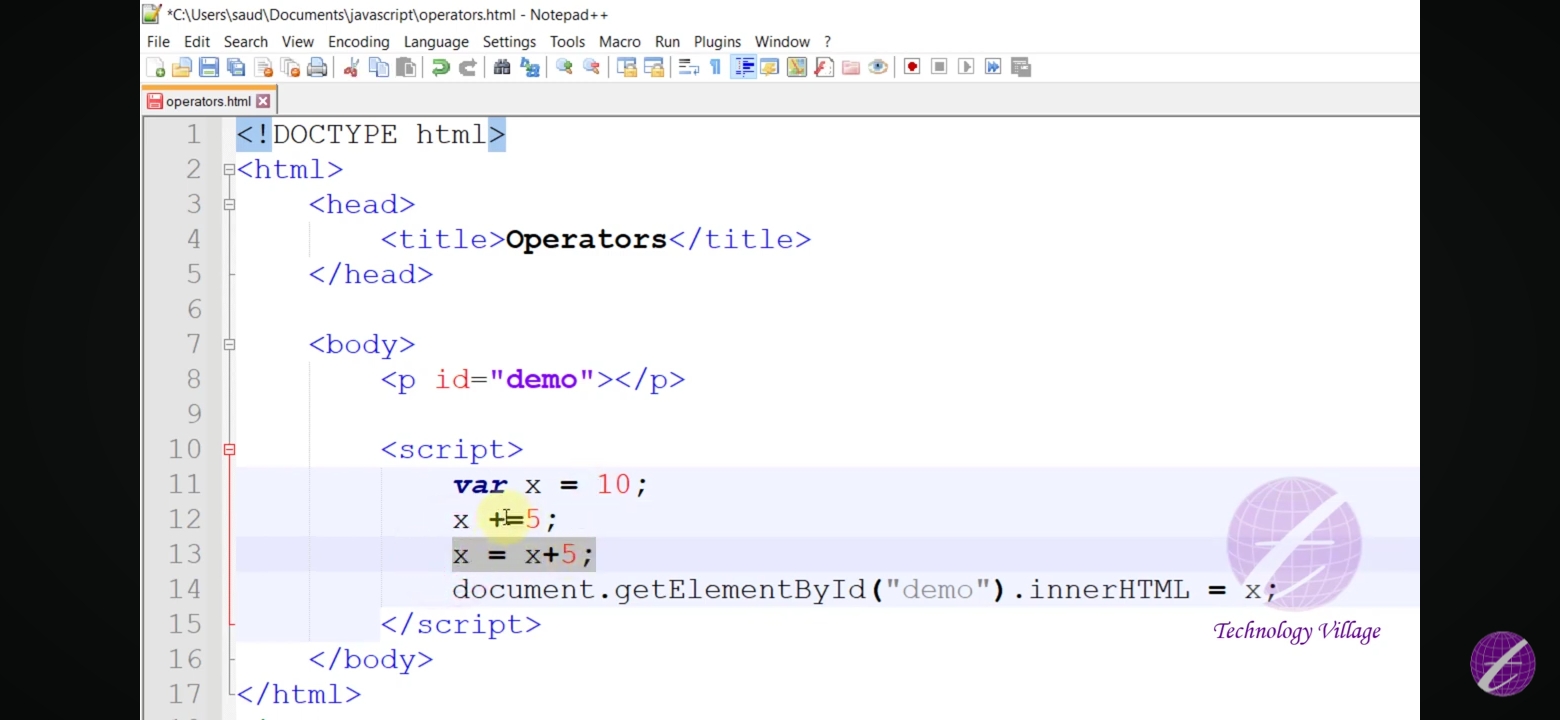 *C:\Users\saud\Documents\javascript\operators.html - Notepad++
File Edit Search View Encoding Language Settings Tools Macro Run Plugins Window ?
operators.html
1 <!DOCTYPE html>
2 <html>
3 <head>
4 <title>Operators</title>
5 </head>
6
7 <body>
8 <p id="demo"></p>
9
10 <script>
11 var x = 10;
12 x +=5;
13 x = x+5;
14 document.getElementById("demo").innerHTML = x;
15 </script>
16 </body>
17 </html>
Technology Village